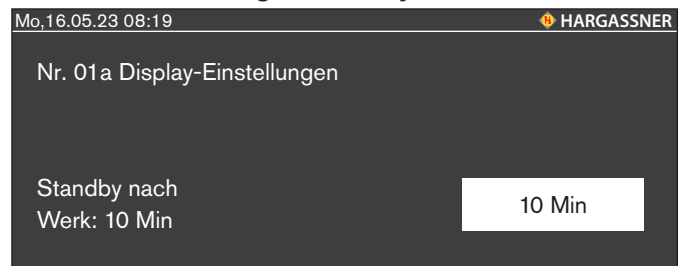 Mo,16.05.23 08:19 HARGASSNER
Nr. 01a Display-Einstellungen
Standby nach
Werk: 10 Min
10 Min